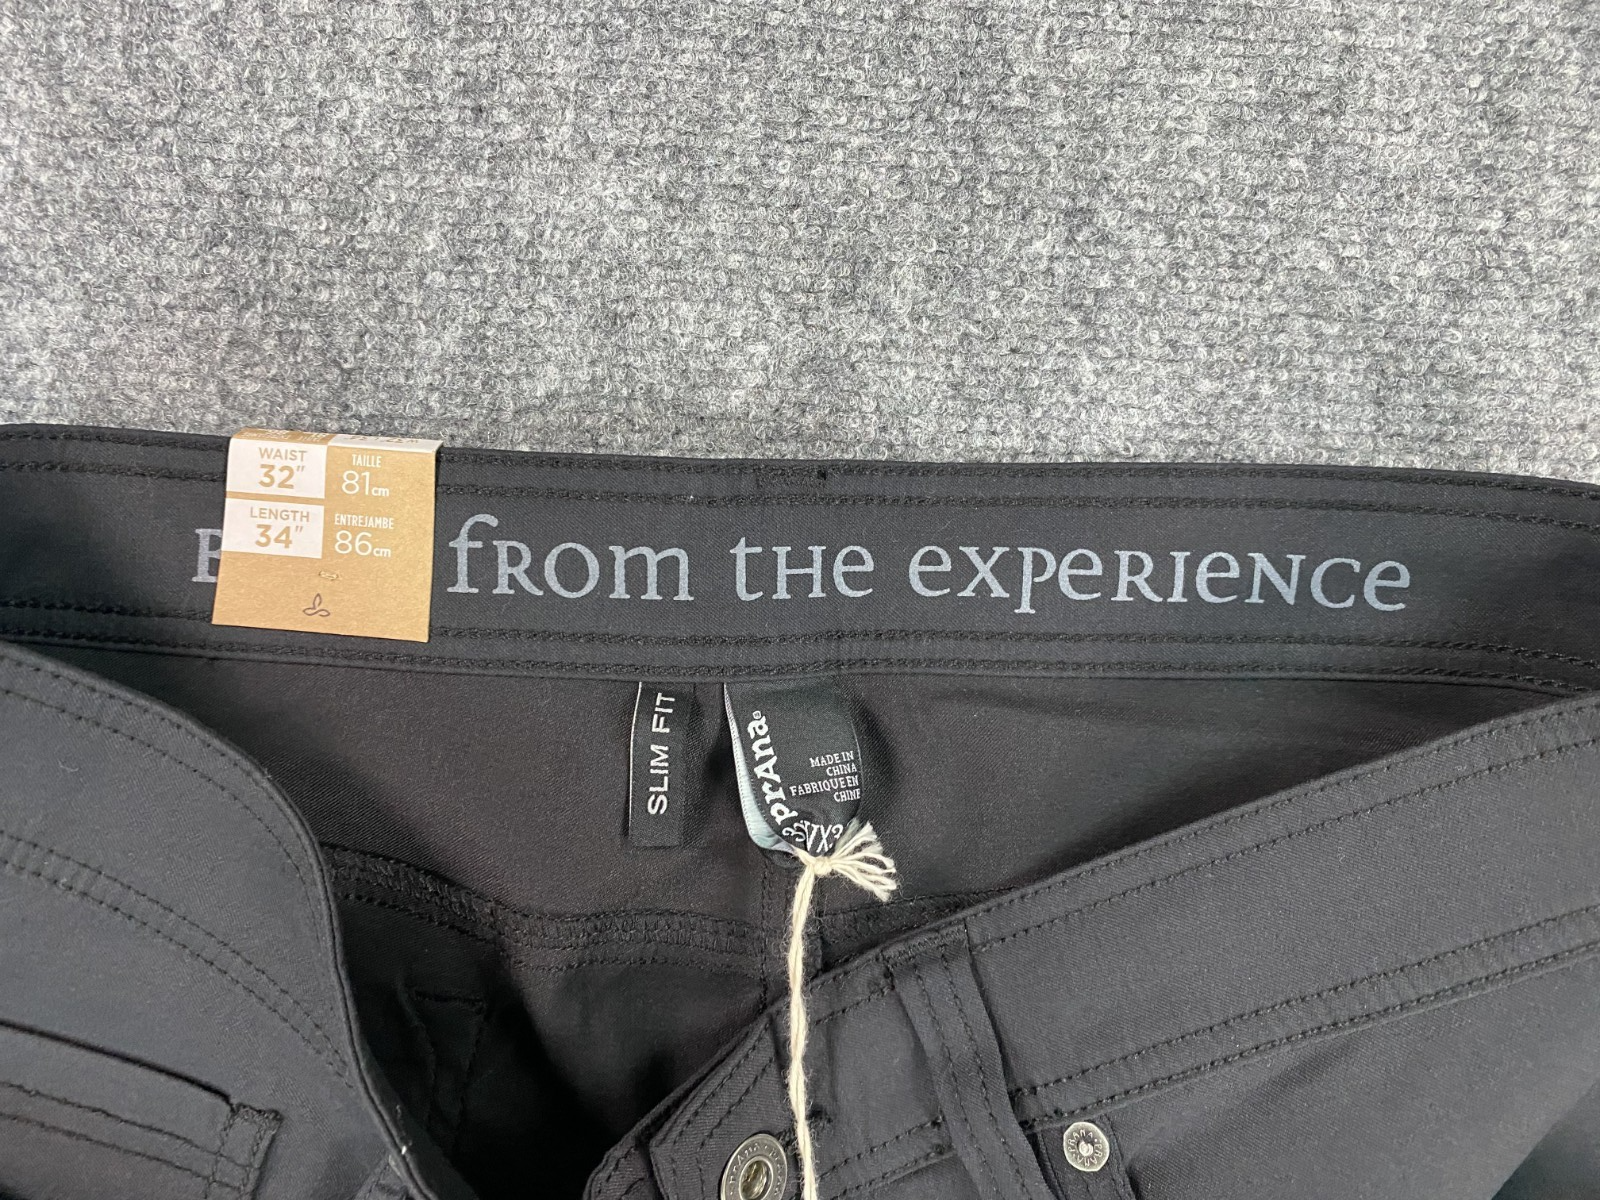 WAIST
32"
TAILLE
81cm
LENGTH
34"
ENTREJAMBE
86cm
fROm tHe exPeRIeNCe
SLIM FIT
prAna®
MADE IN
CHINA
FABRIQUE EN
CHINE
PRANA